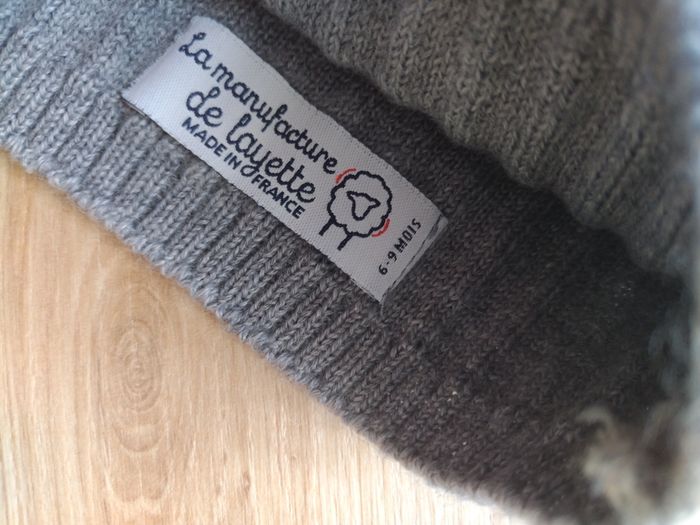 La manufacture
de layette
MADE IN FRANCE
6-9 MOIS